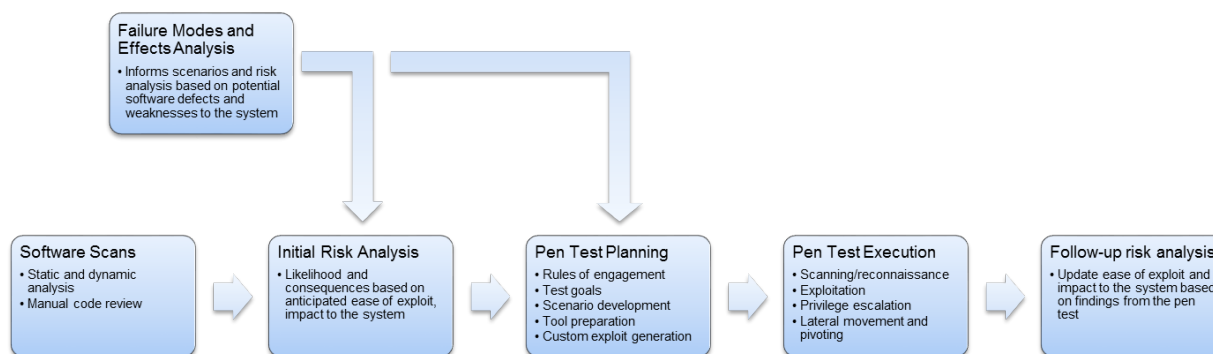 Failure Modes and
Effects Analysis
• Informs scenarios and risk
analysis based on potential
software defects and
weaknesses to the system
Software Scans
• Static and dynamic
analysis
• Manual code review
Initial Risk Analysis
• Likelihood and
consequences based on
anticipated ease of exploit,
impact to the system
Pen Test Planning
• Rules of engagement
• Test goals
• Scenario development
• Tool preparation
• Custom exploit generation
Pen Test Execution
• Scanning/reconnaissance
• Exploitation
• Privilege escalation
• Lateral movement and
pivoting
Follow-up risk analysis
• Update ease of exploit and
impact to the system based
on findings from the pen
test